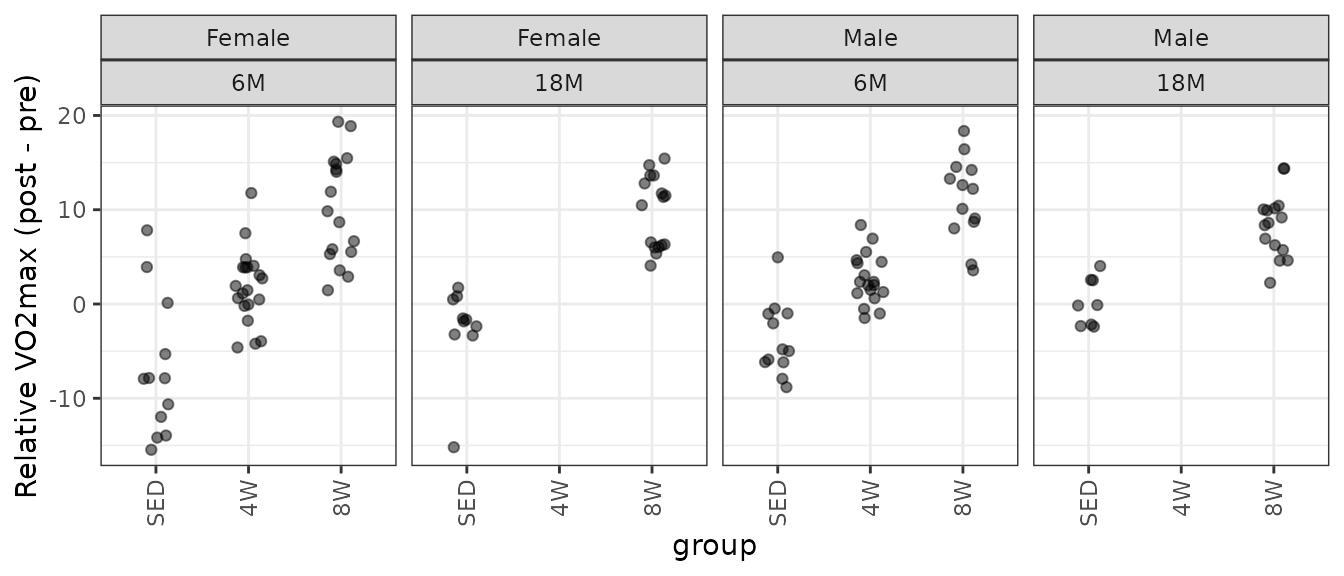 Female Female Male Male
6M 18M 6M 18M
Relative VO2max (post - pre)
20
10
0
-10
SED 4W 8W SED 4W 8W SED 4W 8W SED 4W 8W
group